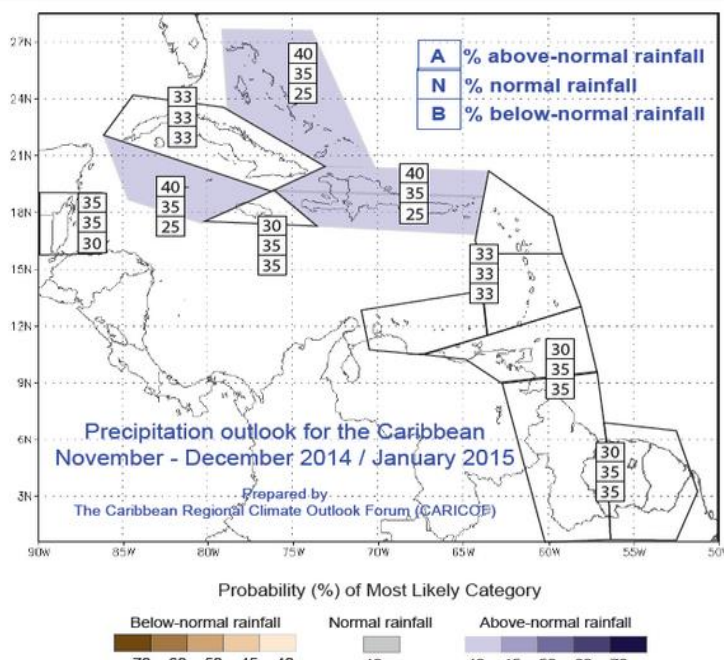 27N
24N
21N
18N
15N
12N
9N
6N
3N
A % above-normal rainfall
N % normal rainfall
B % below-normal rainfall
40
35
25
33
33
33
40
35
25
40
35
25
35
35
30
30
35
35
33
33
33
30
35
35
30
35
35
Precipitation outlook for the Caribbean
November - December 2014 / January 2015
Prepared by
The Caribbean Regional Climate Outlook Forum (CARICOF)
90W 85W 80W 75W 70W 65W 60W 55W
Probability (%) of Most Likely Category
Below-normal rainfall Normal rainfall Above-normal rainfall